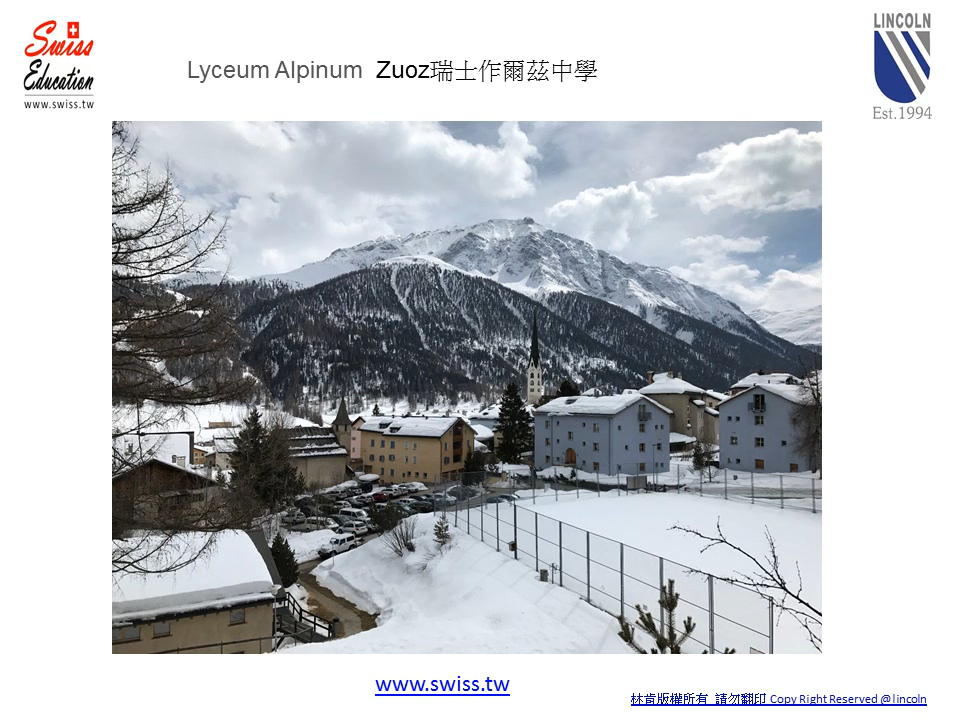 Swiss
Education
www.swiss.tw
LINCOLN
Est.1994
Lyceum Alpinum Zuoz瑞士作爾茲中學
www.swiss.tw
林肯版權所有 請勿翻印 Copy Right Reserved @lincoln